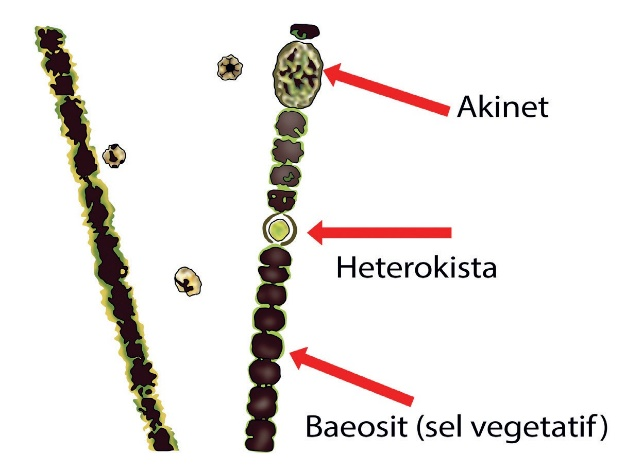 Akinet
Heterokista
Baeosit (sel vegetatif)